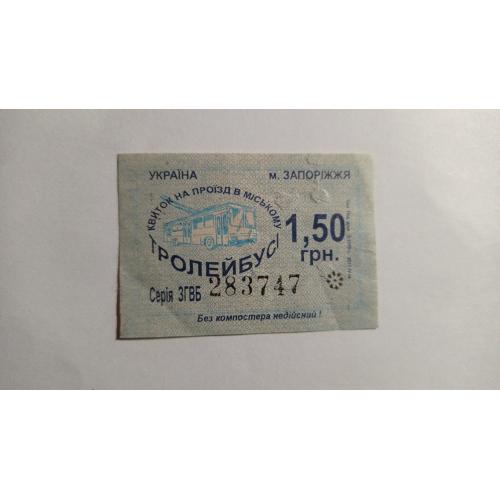 УКРАЇНА м. ЗАПОРІЖЖЯ
КВИТОК НА ПРОЇЗД В МІСЬКОМУ
ТРОЛЕЙБУСІ
1,50
грн.
Серія ЗГВБ 283747
Без компостера недійсний !